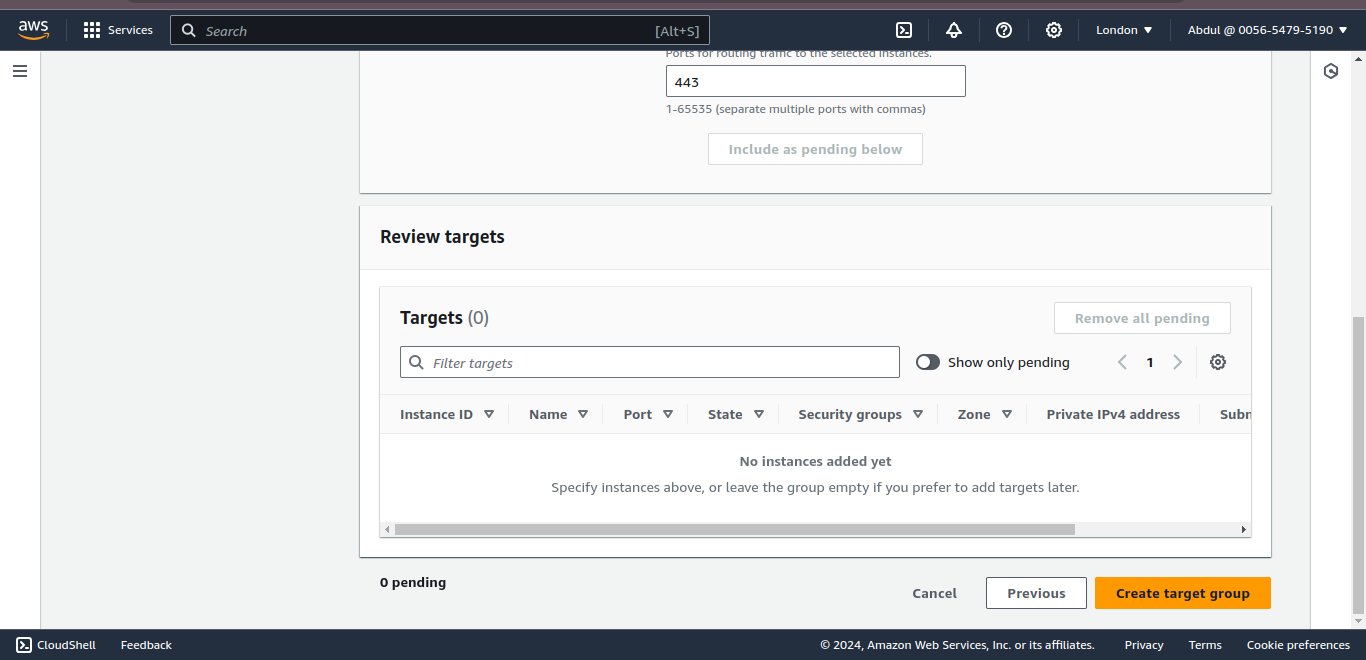 aws Services Search [Alt+S] London Abdul @ 0056-5479-5190
Ports for routing traffic to the selected instances.
443
1-65535 (separate multiple ports with commas)
Include as pending below
Review targets
Targets (0) Remove all pending
Filter targets Show only pending 1
Instance ID Name Port State Security groups Zone Private IPv4 address Subn
No instances added yet
Specify instances above, or leave the group empty if you prefer to add targets later.
0 pending
Cancel Previous Create target group
CloudShell Feedback © 2024, Amazon Web Services, Inc. or its affiliates. Privacy Terms Cookie preferences